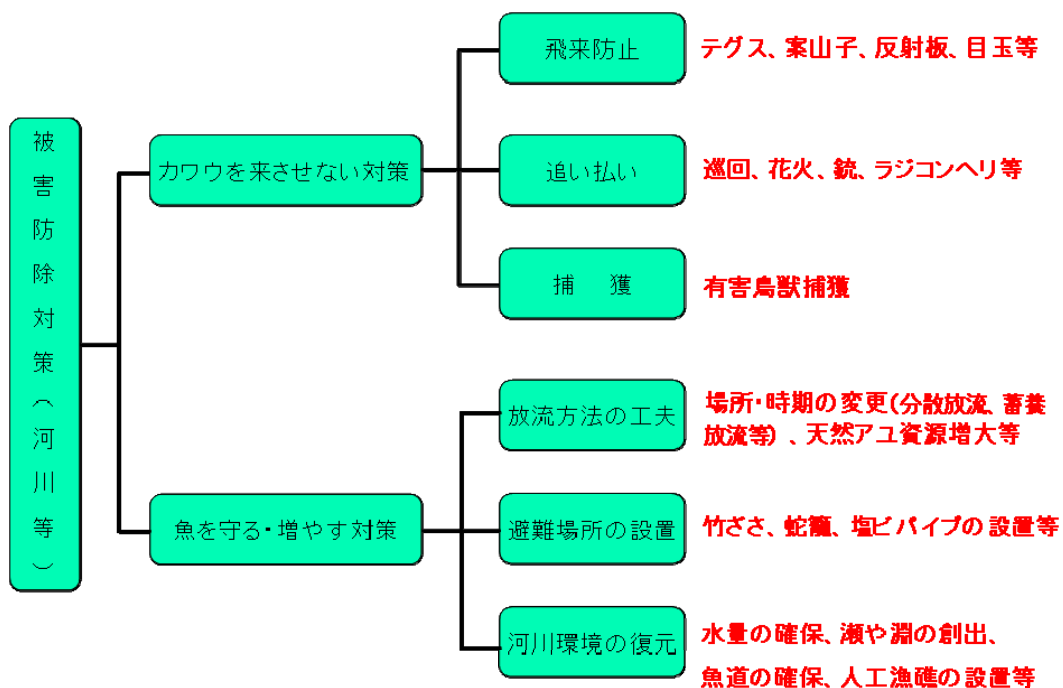 被害防除対策(河川等)
カワウを来させない対策
飛来防止
テグス、案山子、反射板、目玉等
追い払い
巡回、花火、銃、ラジコンヘリ等
捕 獲
有害鳥獣捕獲
魚を守る・増やす対策
放流方法の工夫
場所・時期の変更(分散放流、蓄養
放流等)、天然アユ資源増大等
避難場所の設置
竹ざさ、蛇籠、塩ビパイプの設置等
河川環境の復元
水量の確保、瀬や淵の創出、
魚道の確保、人工漁礁の設置等